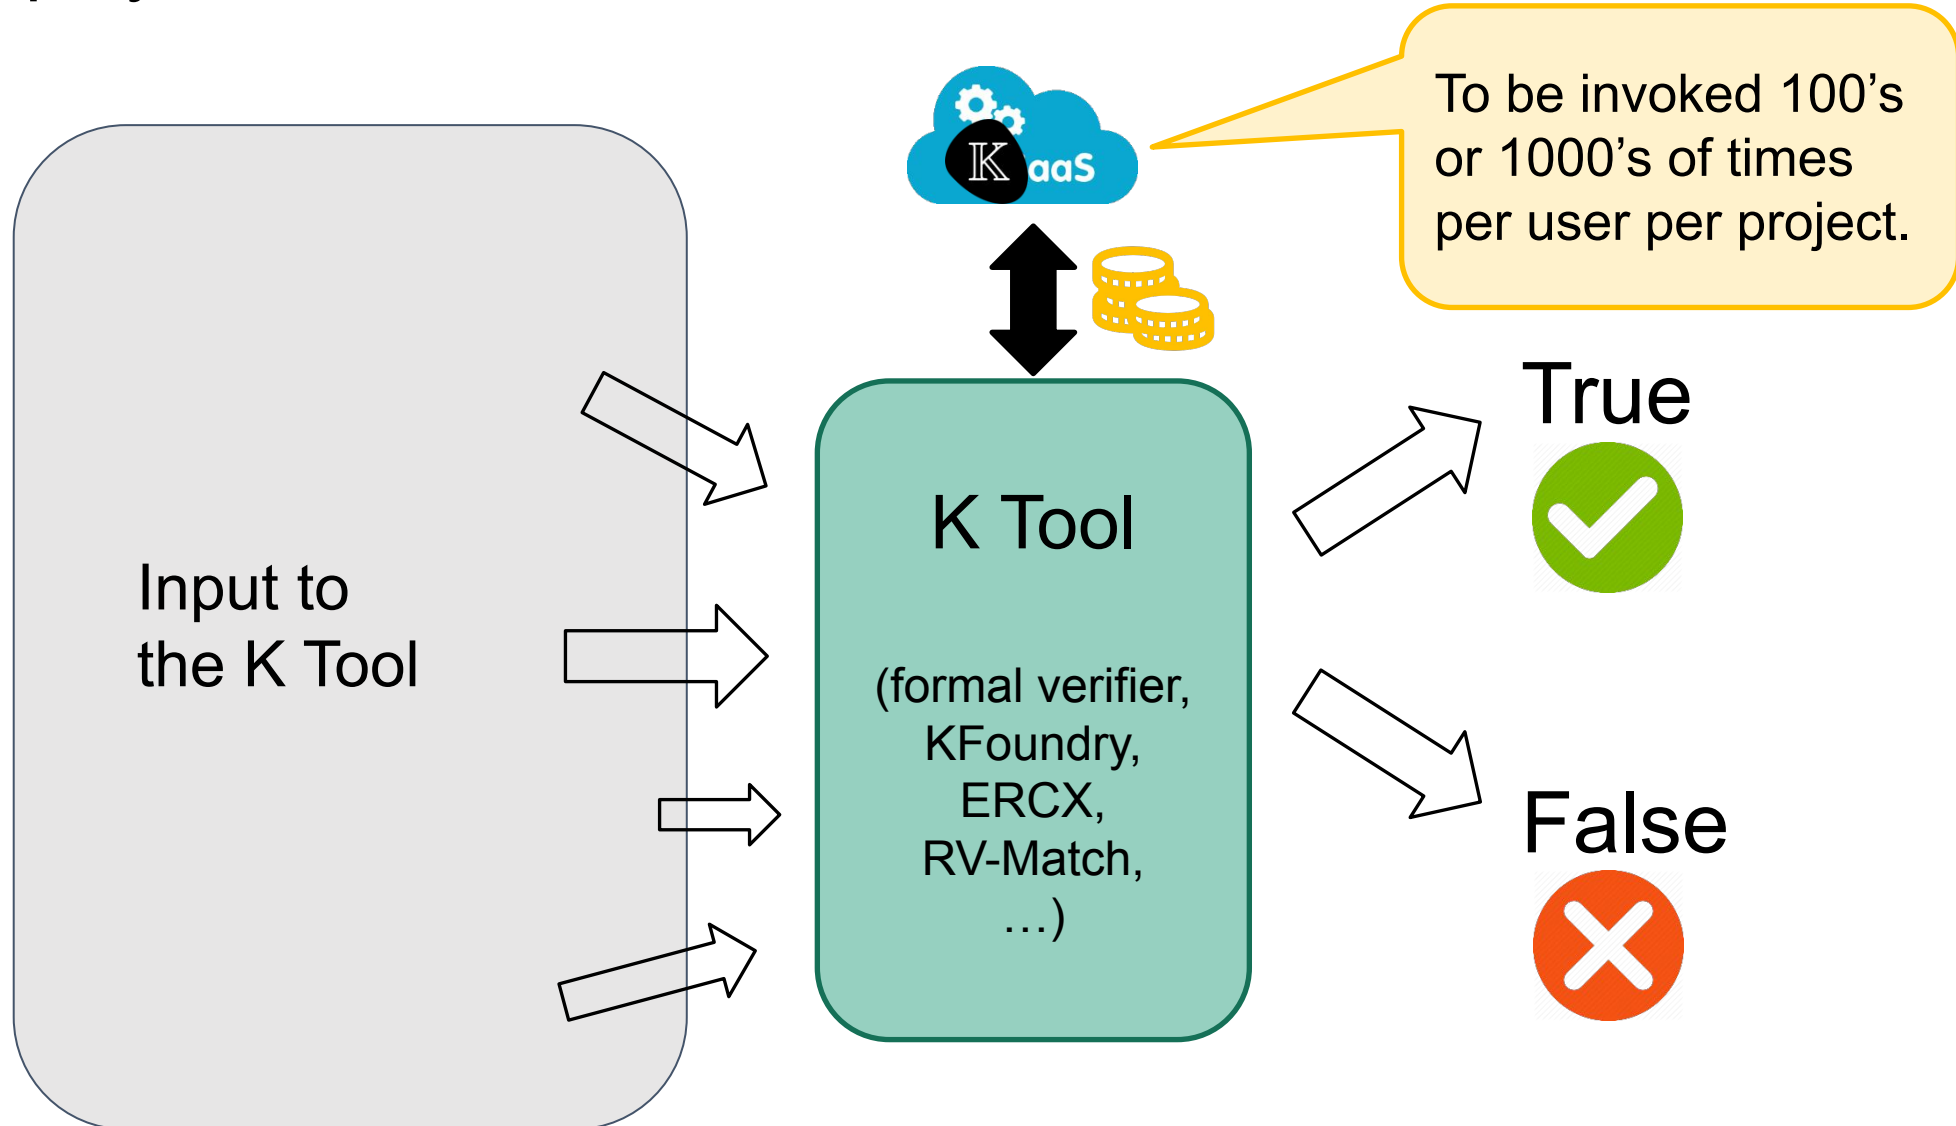 To be invoked 100's
or 1000's of times
per user per project.
𝕂 aaS
True
K Tool
Input to
the K Tool
(formal verifier,
KFoundry,
ERCX,
RV-Match,
…)
False